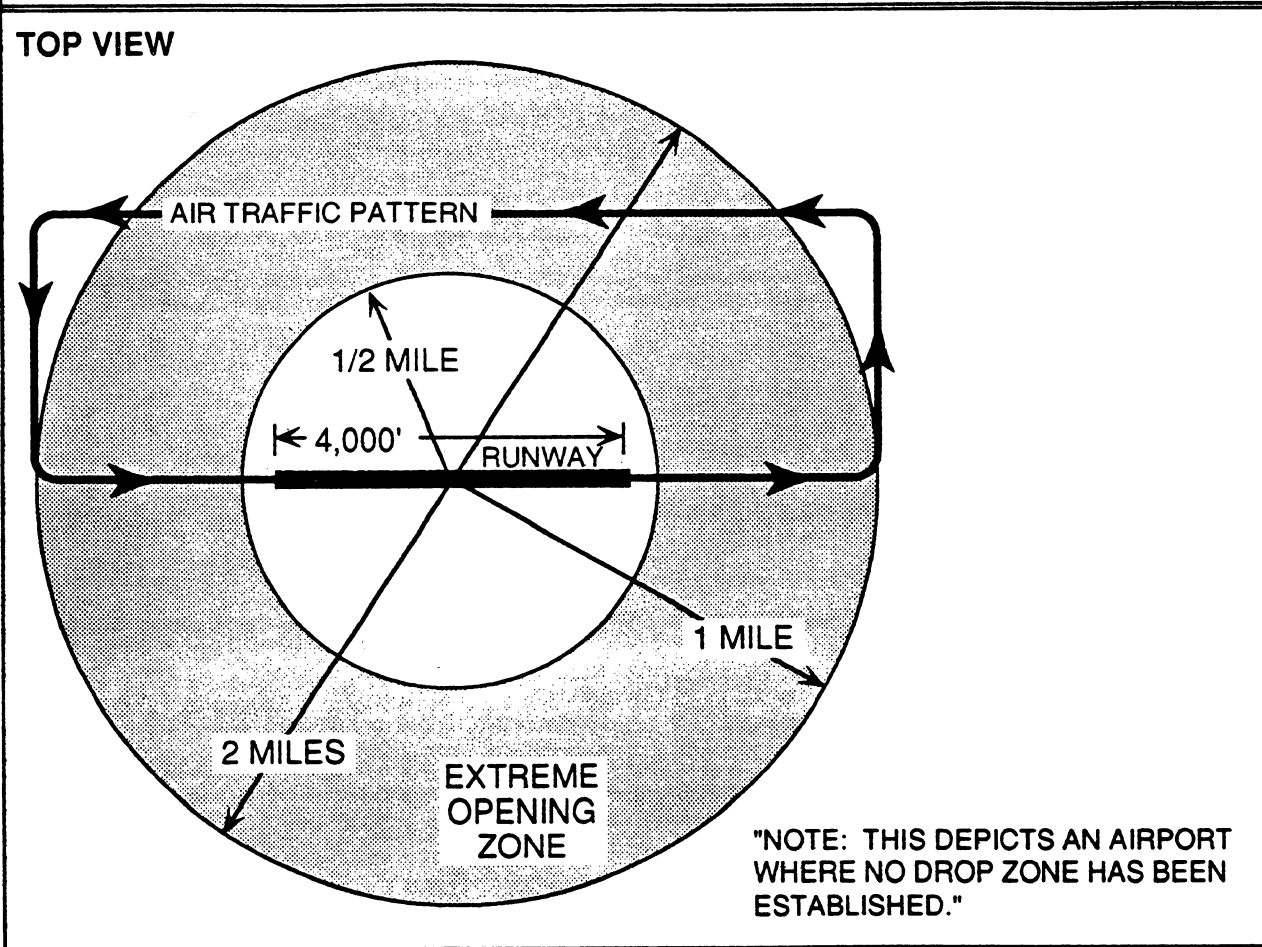 TOP VIEW
AIR TRAFFIC PATTERN
1/2 MILE
4,000'
RUNWAY
1 MILE
2 MILES
EXTREME
OPENING
ZONE
"NOTE: THIS DEPICTS AN AIRPORT
WHERE NO DROP ZONE HAS BEEN
ESTABLISHED."